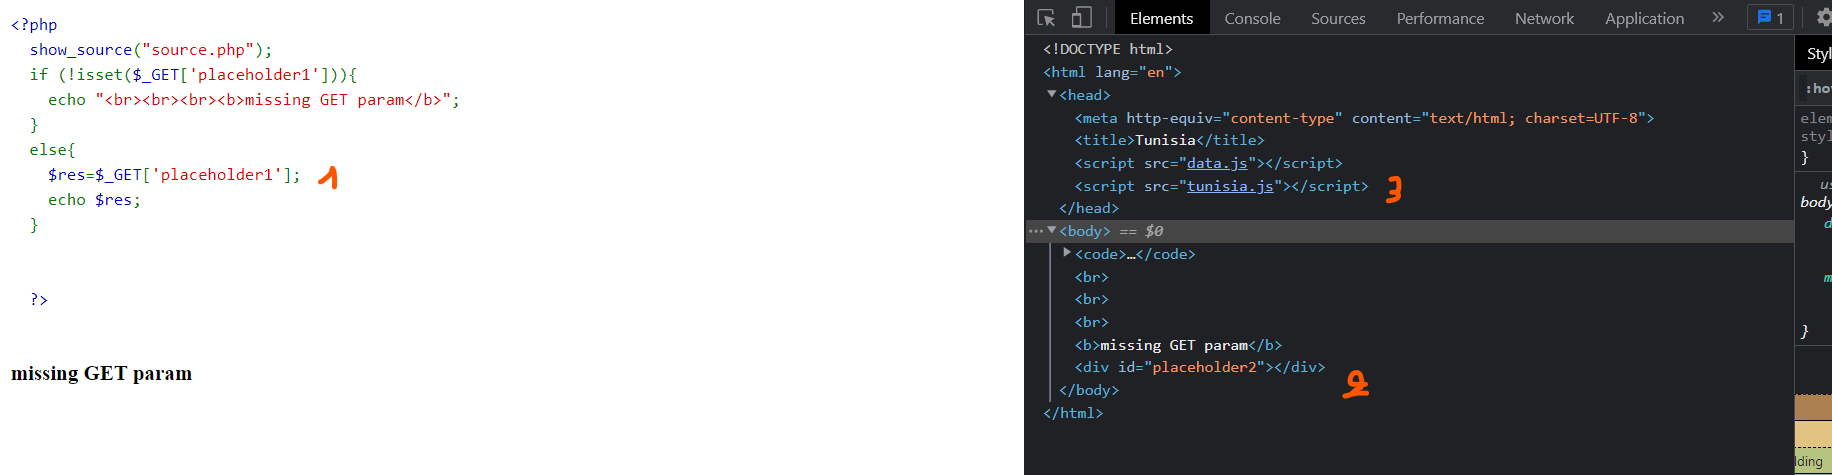 <?php
show_source("source.php");
if (!isset($_GET['placeholder1'])){
echo "<br><br><br><b>missing GET param</b>";
}
else{
$res=$_GET['placeholder1'];
echo $res;
}
?>
missing GET param
1
Elements Console Sources Performance Network Application » 1
<!DOCTYPE html>
<html lang="en">
▼<head>
<meta http-equiv="content-type" content="text/html; charset=UTF-8">
<title>Tunisia</title>
<script src="data.js"></script>
<script src="tunisia.js"></script>
3
</head>
···▼<body> == $0
▶<code>…</code>
<br>
<br>
<br>
<b>missing GET param</b>
<div id="placeholder2"></div>
2
</body>
</html>
Styl
:ho
elem
styl
}
us
body
d
m
}
ding